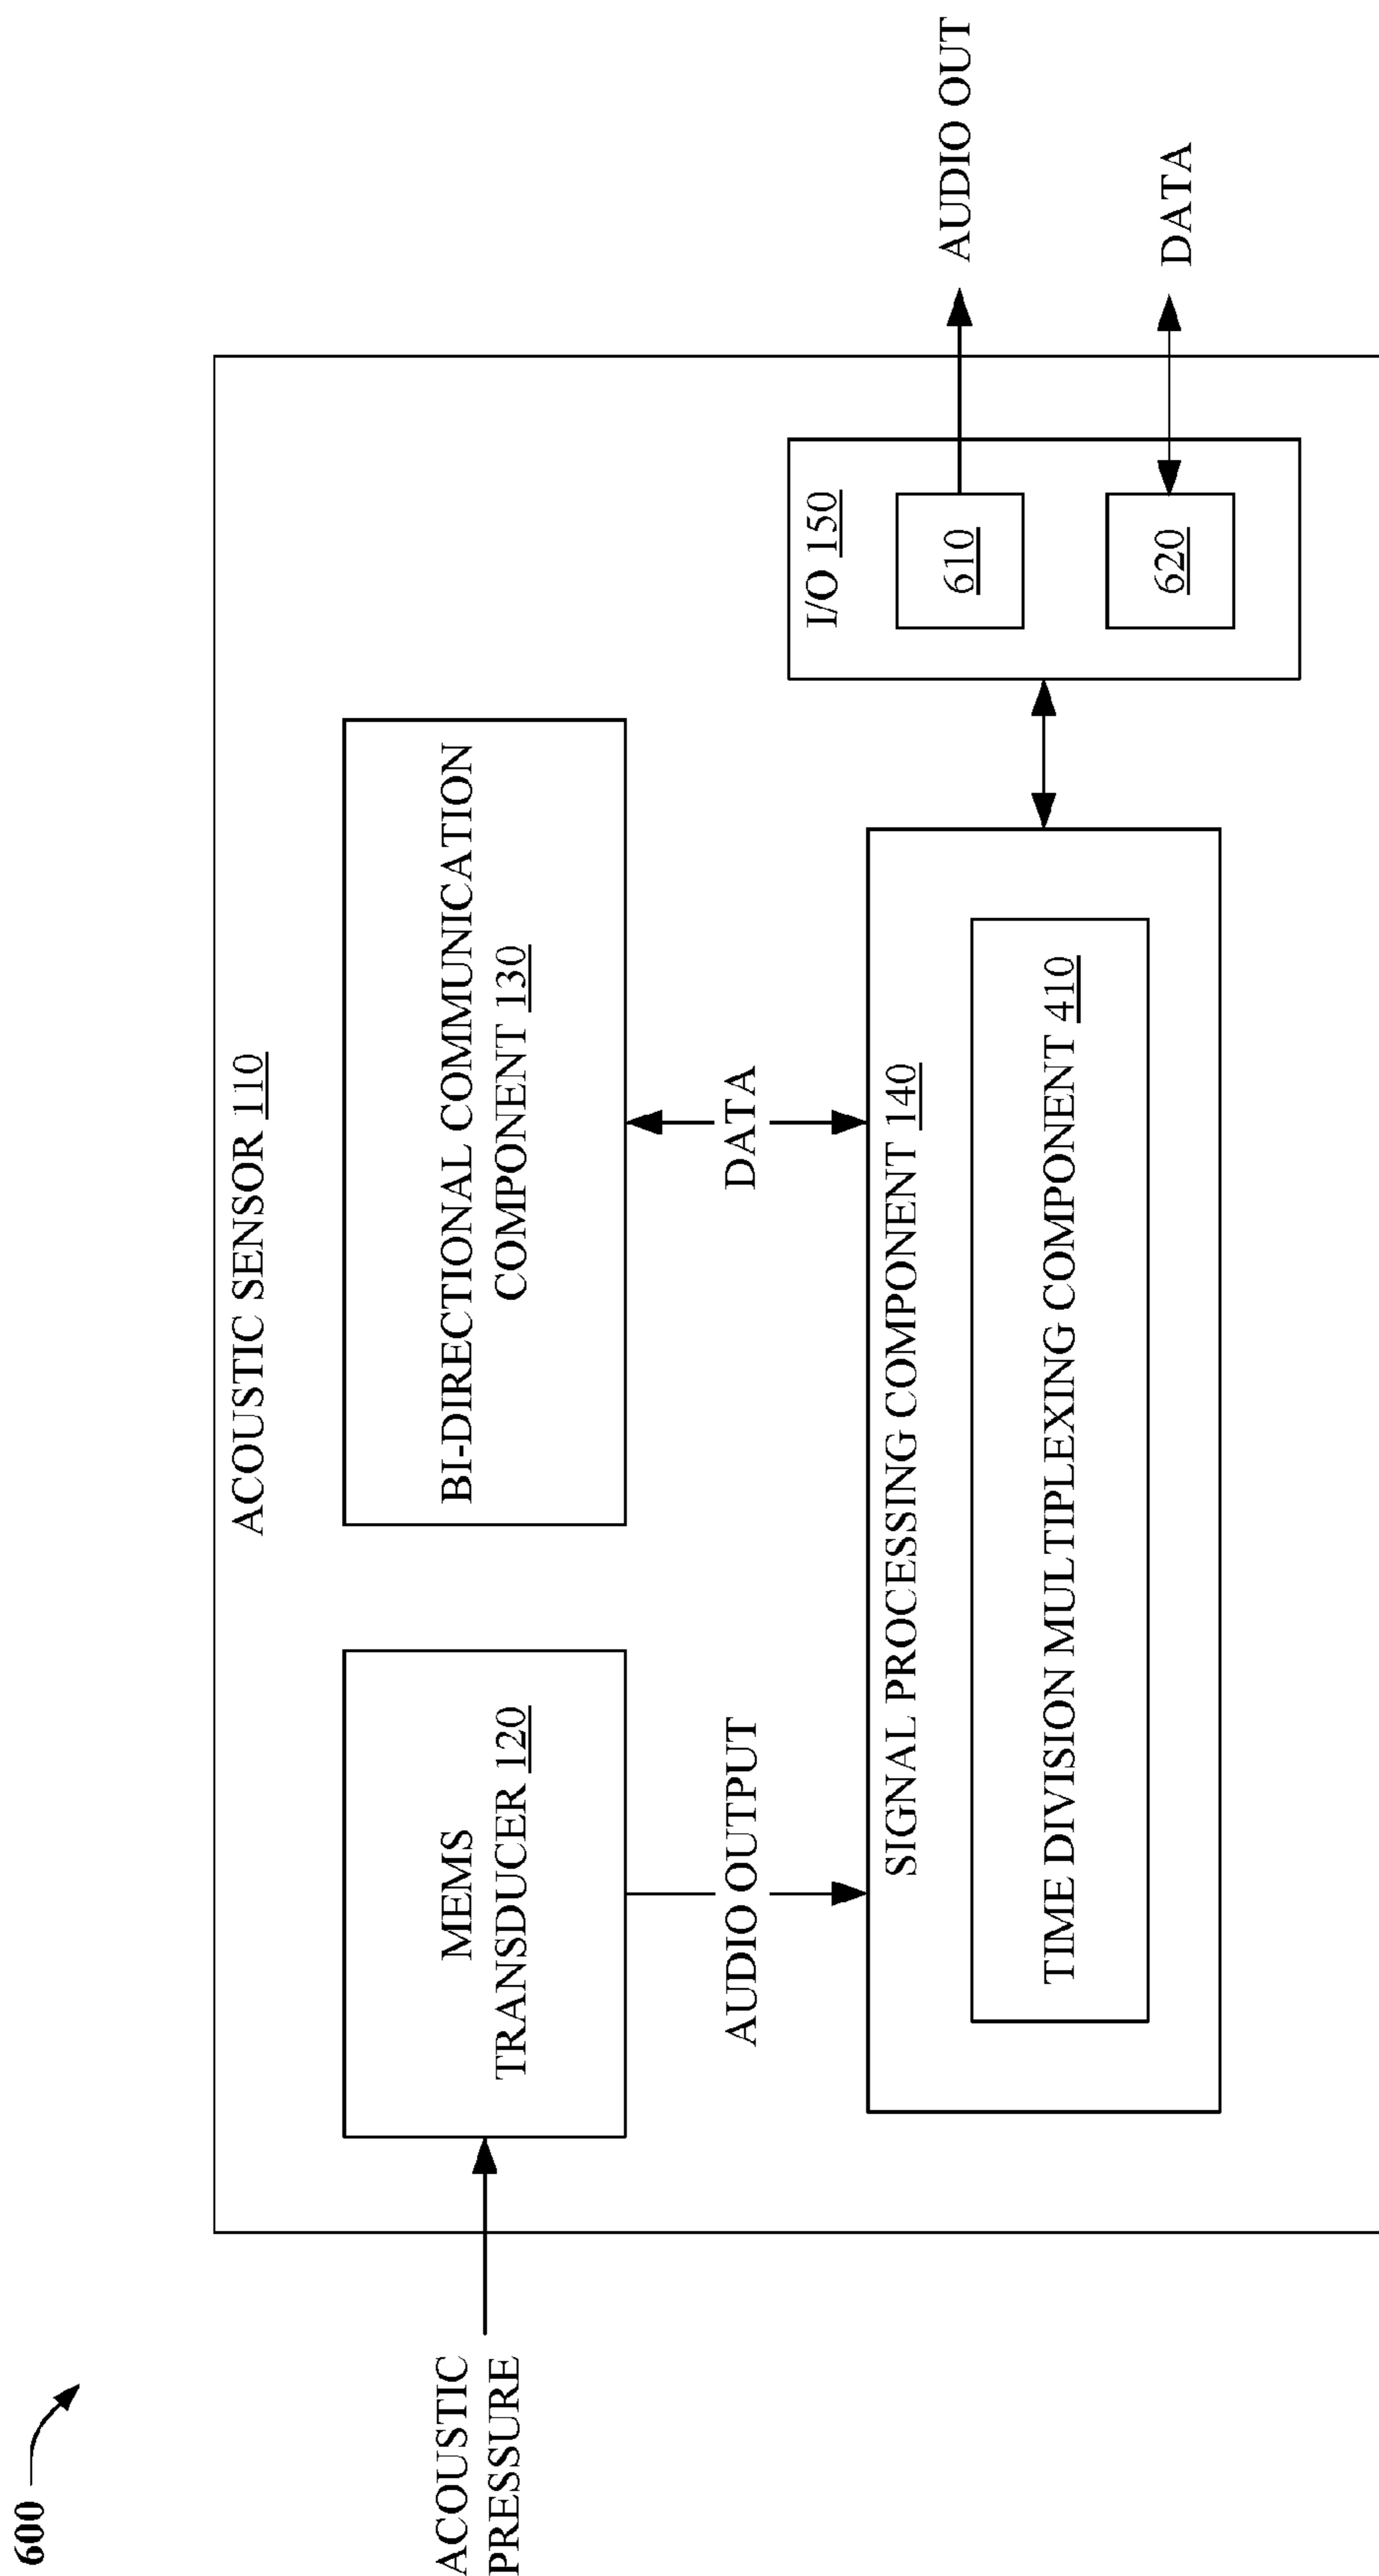 600
ACOUSTIC SENSOR 110
ACOUSTIC
PRESSURE
MEMS
TRANSDUCER 120
BI-DIRECTIONAL COMMUNICATION
COMPONENT 130
AUDIO OUTPUT
DATA
SIGNAL PROCESSING COMPONENT 140
TIME DIVISION MULTIPLEXING COMPONENT 410
I/O 150
610
620
AUDIO OUT
DATA